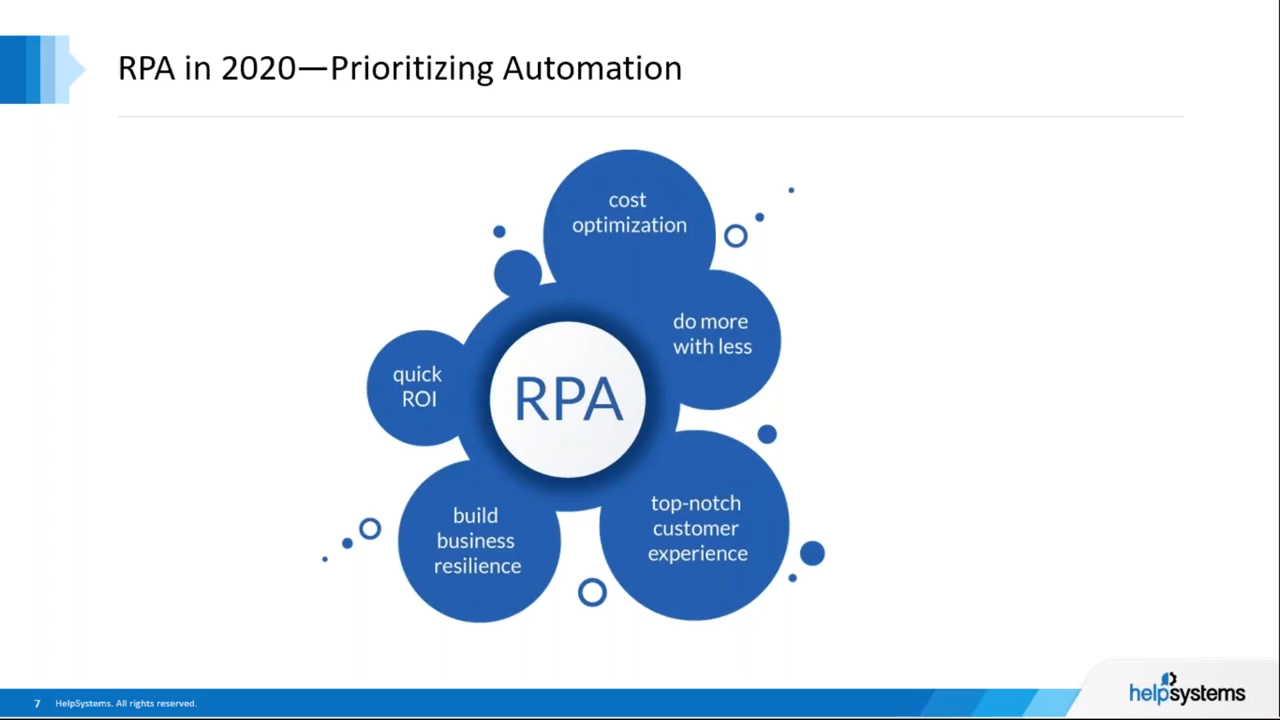 RPA in 2020—Prioritizing Automation
cost
optimization
do more
with less
quick
ROI
RPA
top-notch
customer
experience
build
business
resilience
7 HelpSystems. All rights reserved.
helpsystems